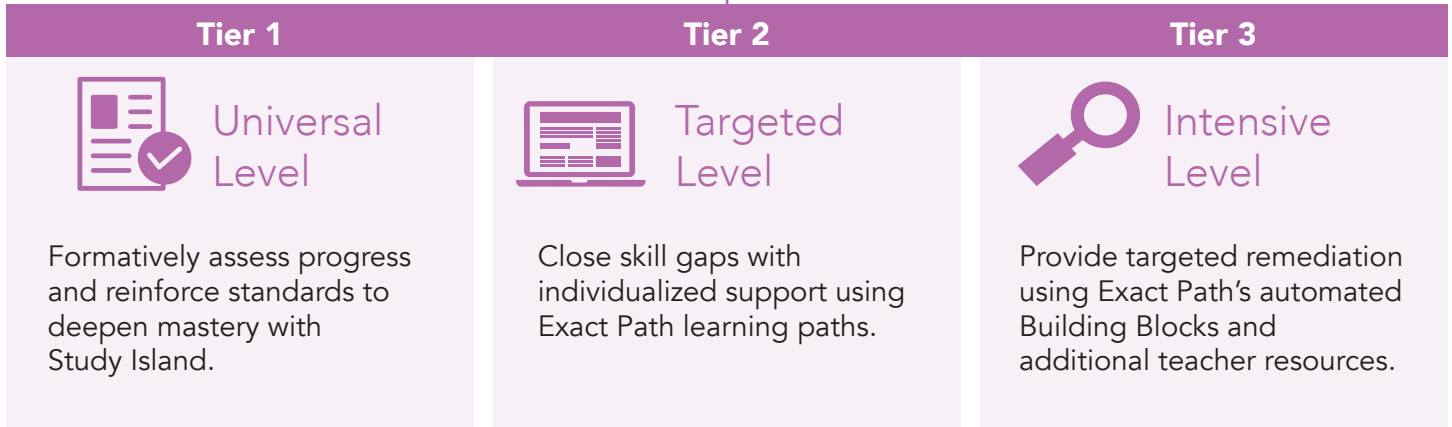 Tier 1
Tier 2
Tier 3
Universal
Level
Targeted
Level
Intensive
Level
Formatively assess progress
and reinforce standards to
deepen mastery with
Study Island.
Close skill gaps with
individualized support using
Exact Path learning paths.
Provide targeted remediation
using Exact Path’s automated
Building Blocks and
additional teacher resources.